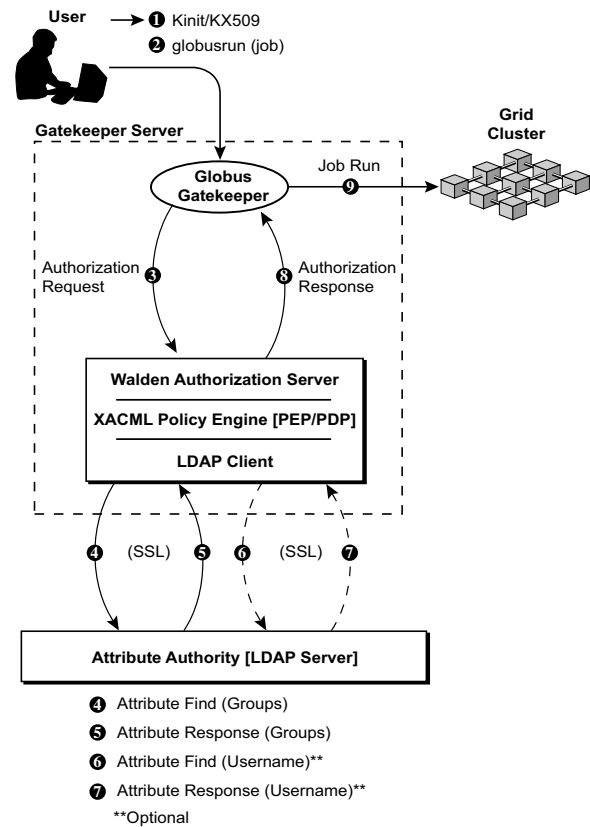 User
❶ Kinit/KX509
❷ globusrun (job)
Gatekeeper Server
Grid
Cluster
Globus
Gatekeeper
Job Run
❾
Authorization
Request
❸
❽
Authorization
Response
Walden Authorization Server
XACML Policy Engine [PEP/PDP]
LDAP Client
❹ (SSL) ❺ ❻ (SSL) ❼
Attribute Authority [LDAP Server]
❹ Attribute Find (Groups)
❺ Attribute Response (Groups)
❻ Attribute Find (Username)**
❼ Attribute Response (Username)**
**Optional